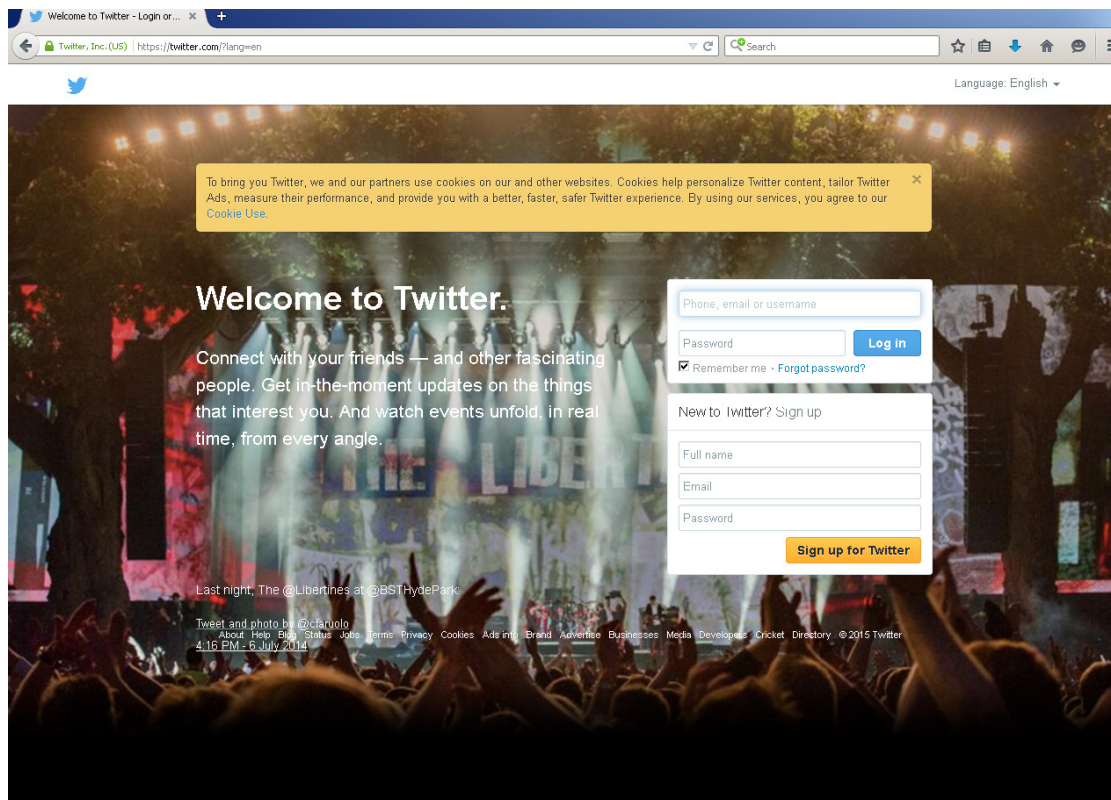 Welcome to Twitter - Login or...
Twitter, Inc. (US) https://twitter.com/?lang=en
Search
Language: English
To bring you Twitter, we and our partners use cookies on our and other websites. Cookies help personalize Twitter content, tailor Twitter
Ads, measure their performance, and provide you with a better, faster, safer Twitter experience. By using our services, you agree to our
Cookie Use.
Welcome to Twitter.
Connect with your friends — and other fascinating
people. Get in-the-moment updates on the things
that interest you. And watch events unfold, in real
time, from every angle.
Phone, email or username
Password
Log in
Remember me · Forgot password?
New to Twitter? Sign up
Full name
Email
Password
Sign up for Twitter
THE LIBERT
Last night, The @Libertines at @BSTHydePark:
Tweet and photo by @cfaruolo
About Help Blog Status Jobs Terms Privacy Cookies Ads info Brand Advertise Businesses Media Developers Cricket Directory © 2015 Twitter
4:16 PM - 6 July 2014